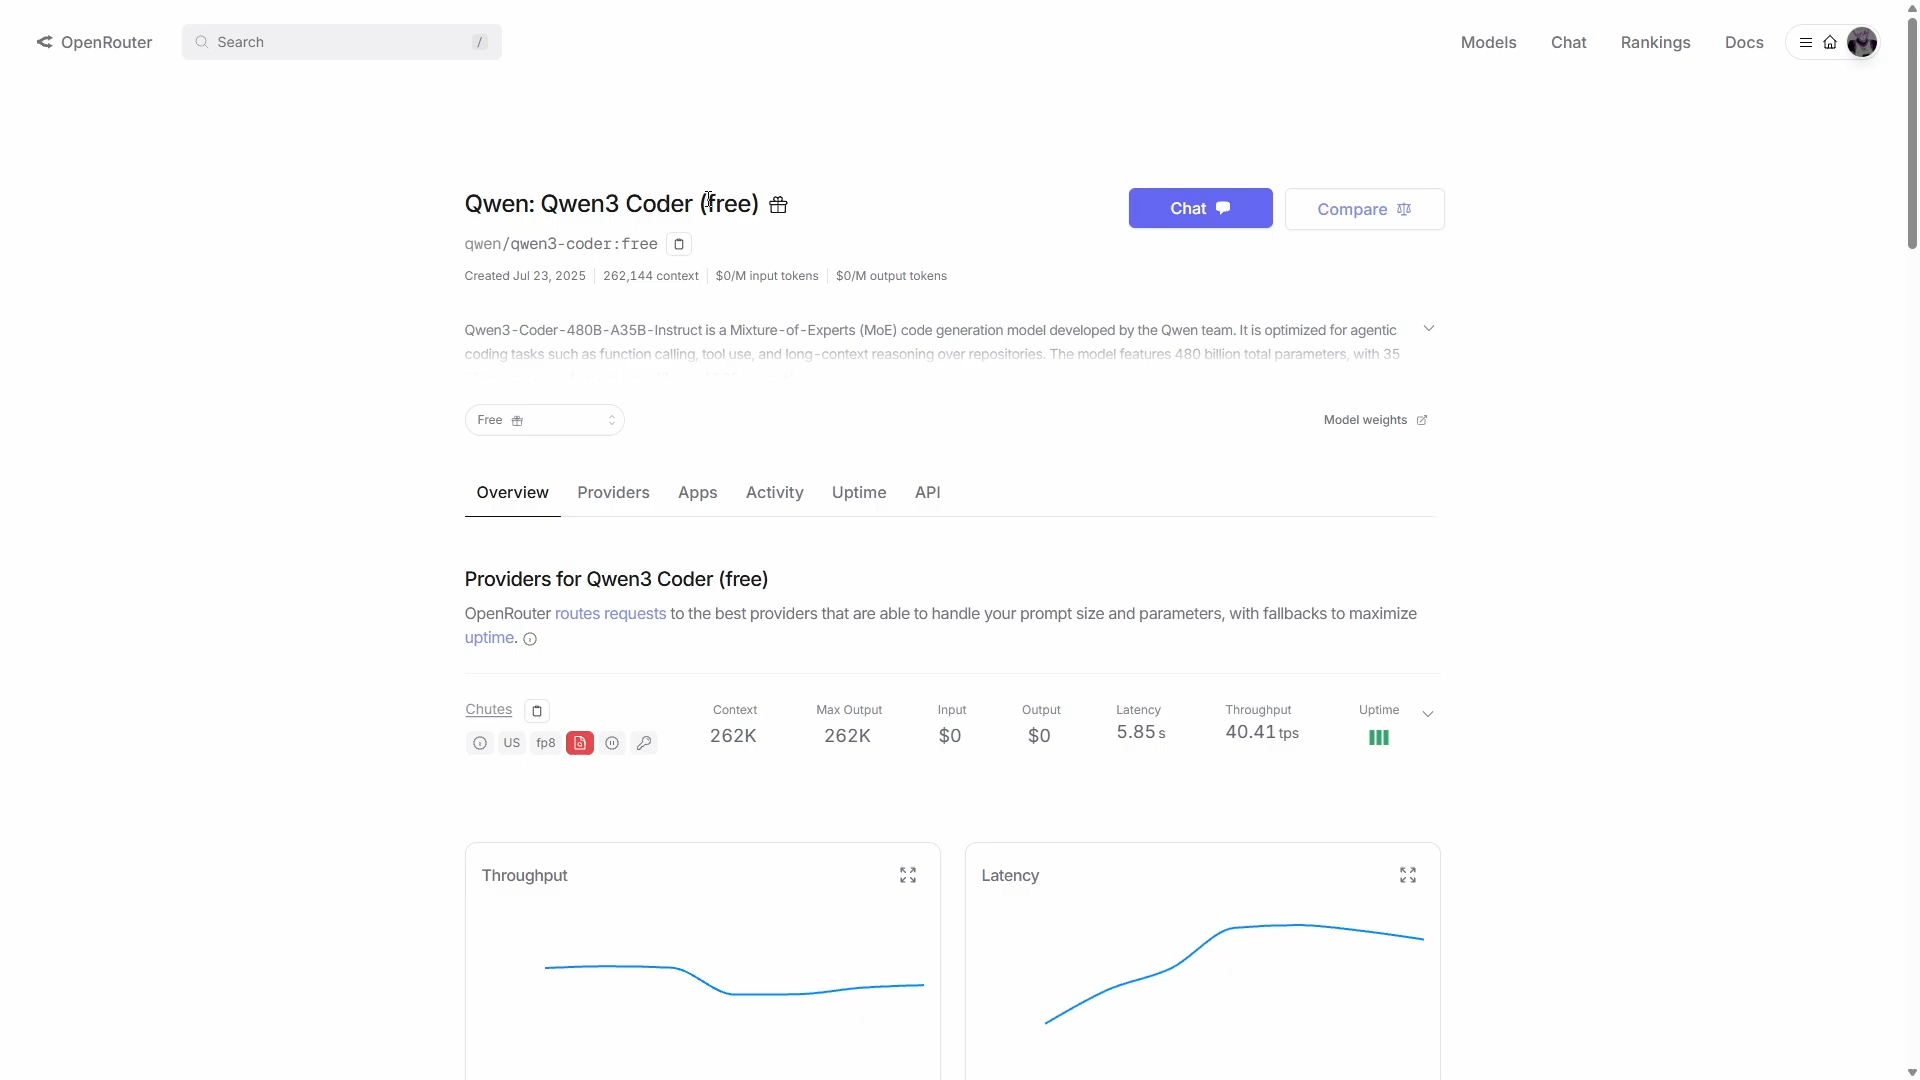 OpenRouter
Search
/
Models
Chat
Rankings
Docs
Qwen: Qwen3 Coder (free)
Chat
Compare
qwen/qwen3-coder:free
Created Jul 23, 2025
262,144 context
$0/M input tokens
$0/M output tokens
Qwen3-Coder-480B-A35B-Instruct is a Mixture-of-Experts (MoE) code generation model developed by the Qwen team. It is optimized for agentic
coding tasks such as function calling, tool use, and long-context reasoning over repositories. The model features 480 billion total parameters, with 35
Free
Model weights
Overview
Providers
Apps
Activity
Uptime
API
Providers for Qwen3 Coder (free)
OpenRouter routes requests to the best providers that are able to handle your prompt size and parameters, with fallbacks to maximize
uptime.
Chutes
US
fp8
Context
262K
Max Output
262K
Input
$0
Output
$0
Latency
5.85s
Throughput
40.41tps
Uptime
Throughput
Latency